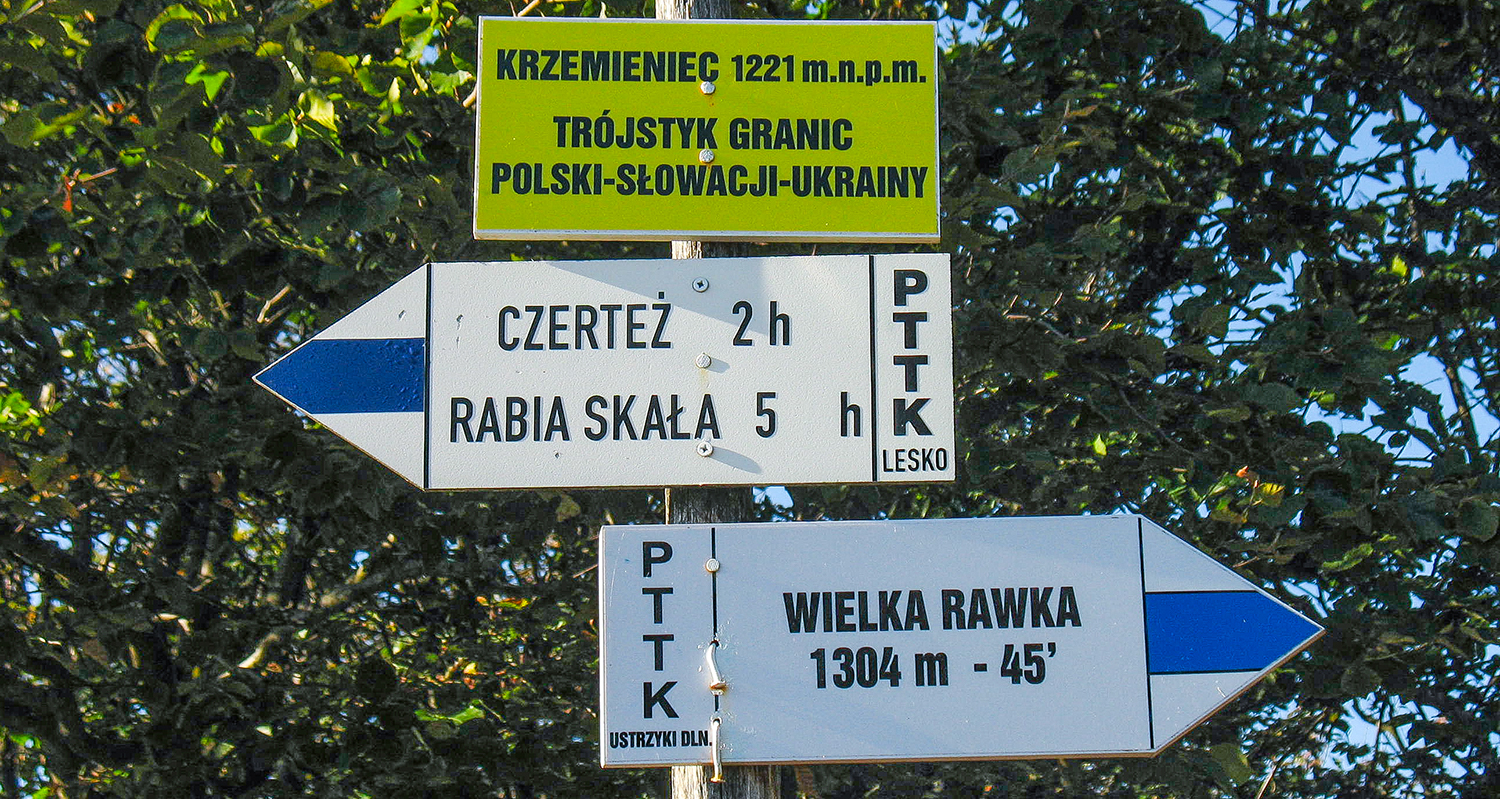 KRZEMIENIEC 1221 m.n.p.m.
TRÓJSTYK GRANIC
POLSKI-SŁOWACJI-UKRAINY
CZERTEŻ 2 h
RABIA SKAŁA 5 h
PTTK
LESKO
PTTK
USTRZYKI DLN.
WIELKA RAWKA
1304 m - 45'